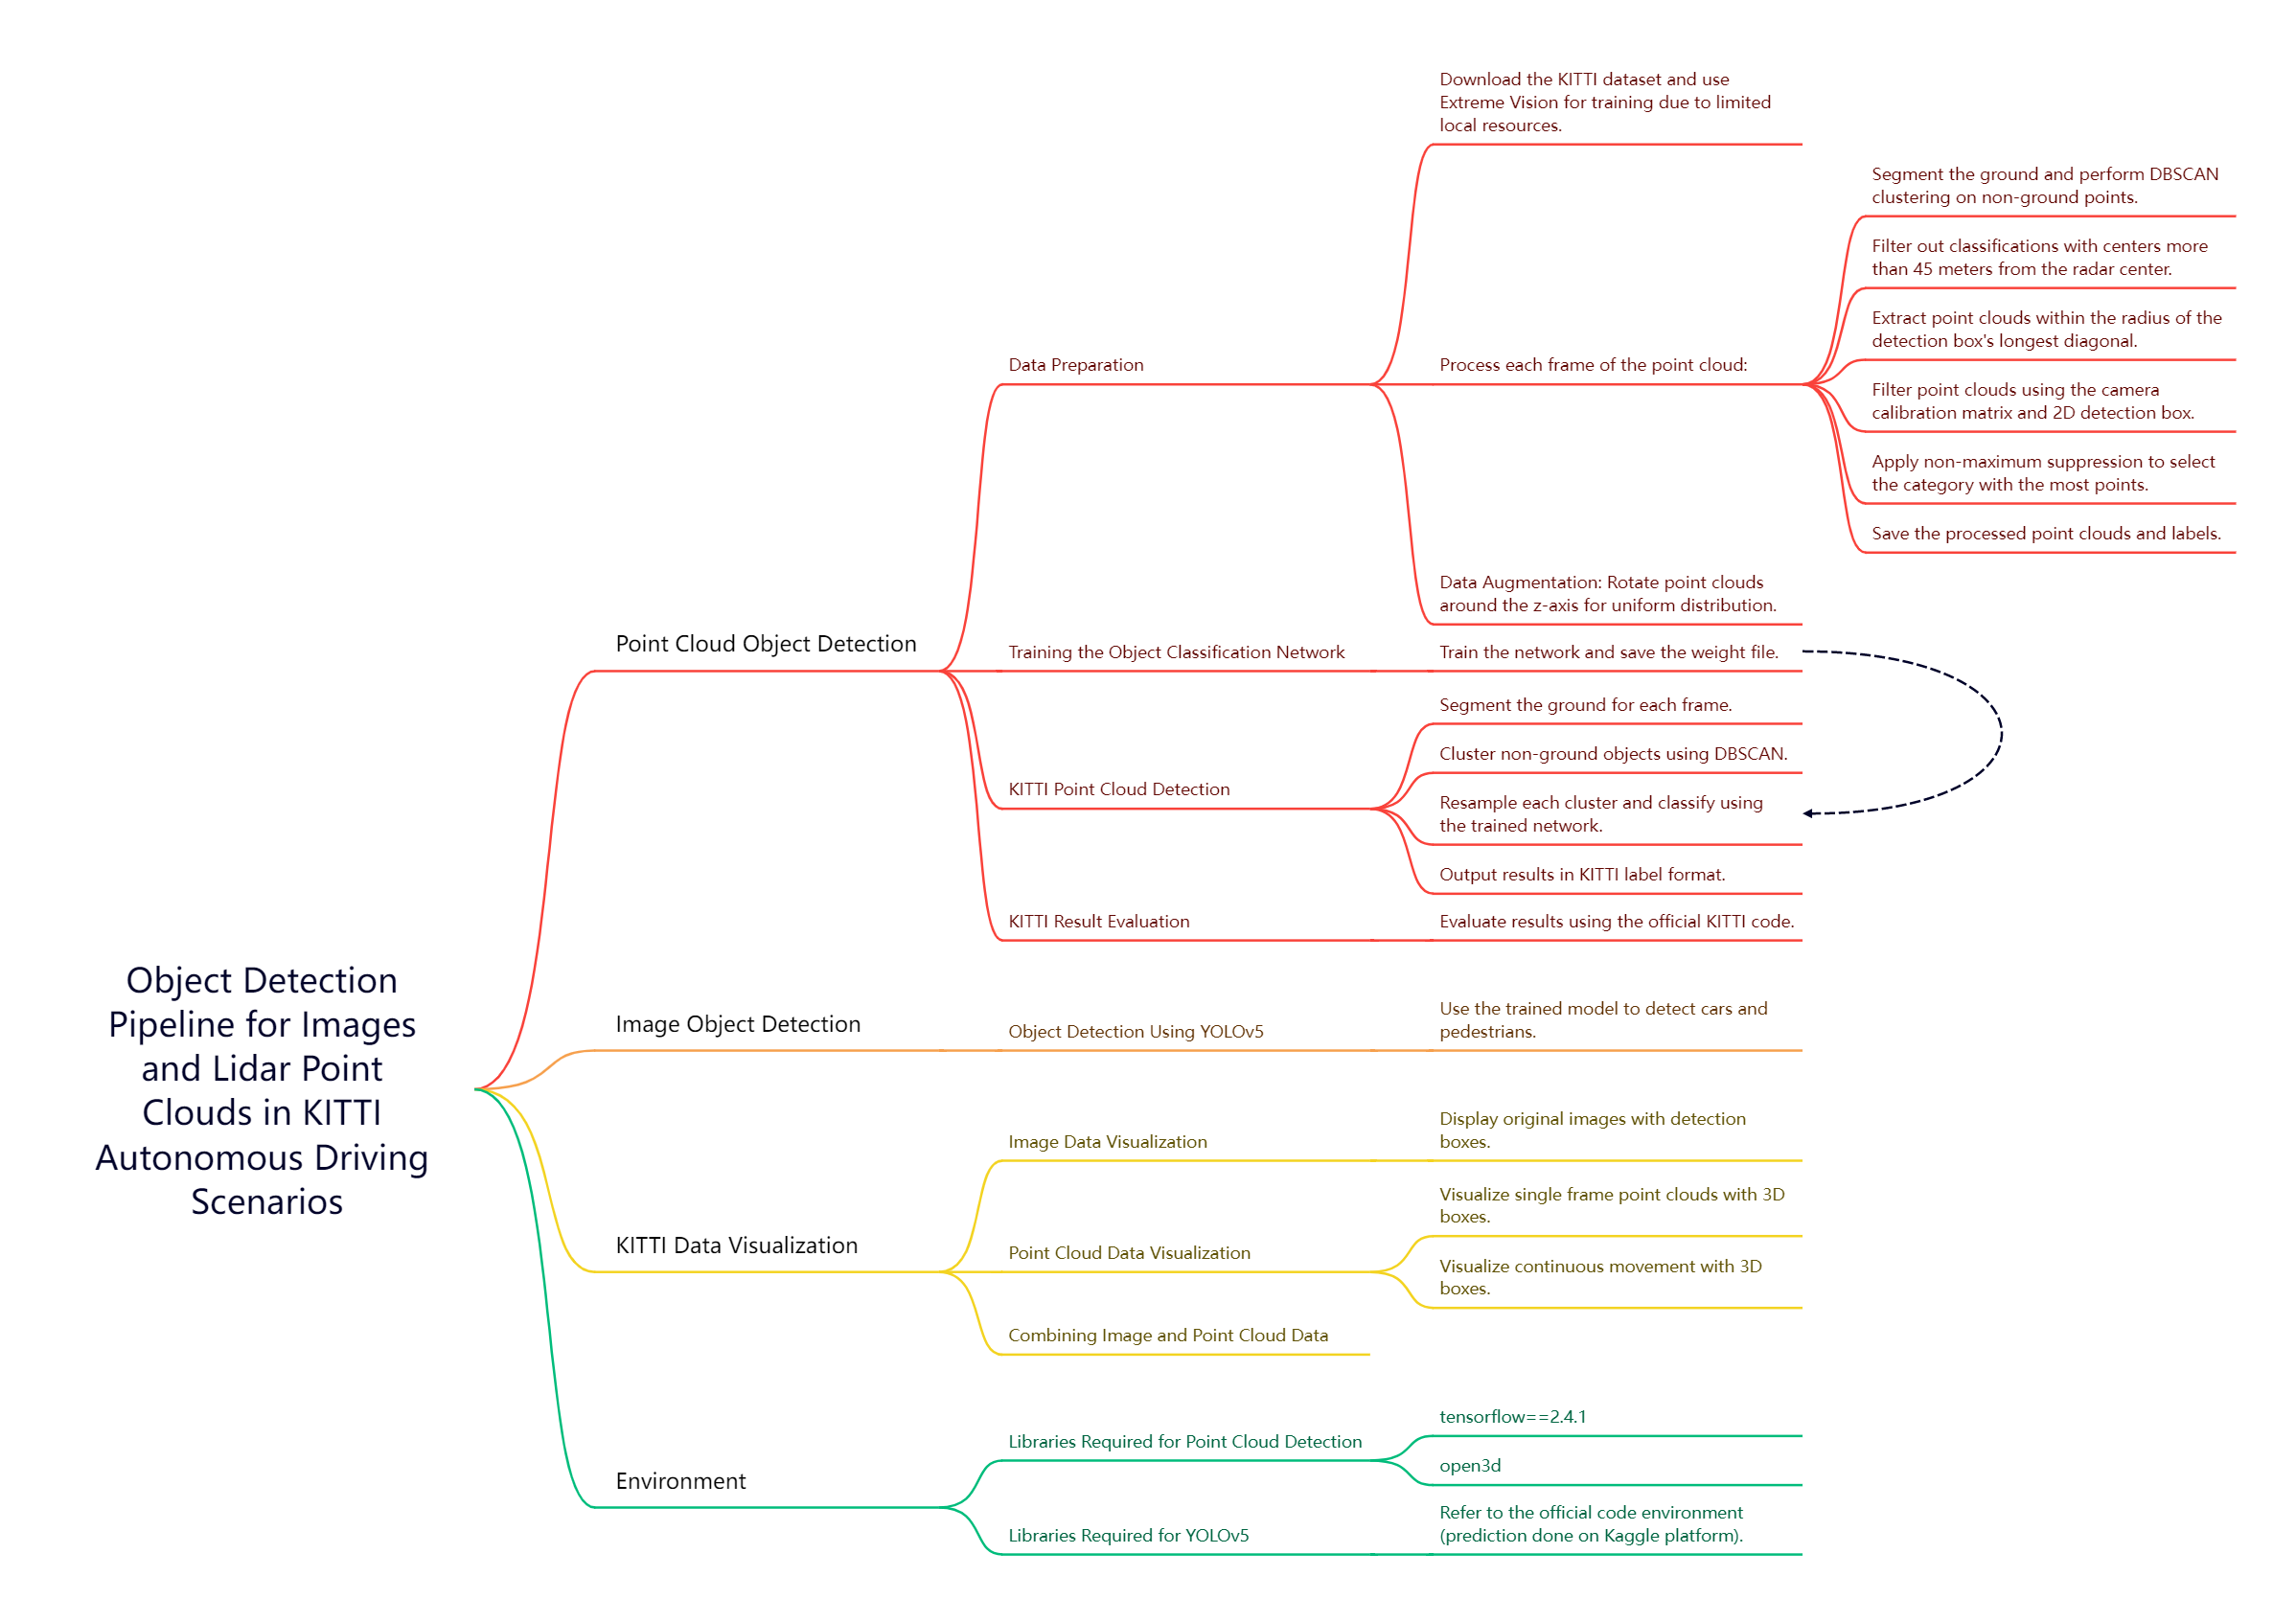 Object Detection
Pipeline for Images
and Lidar Point
Clouds in KITTI
Autonomous Driving
Scenarios
Point Cloud Object Detection
Data Preparation
Download the KITTI dataset and use
Extreme Vision for training due to limited
local resources.
Process each frame of the point cloud:
Segment the ground and perform DBSCAN
clustering on non-ground points.
Filter out classifications with centers more
than 45 meters from the radar center.
Extract point clouds within the radius of the
detection box's longest diagonal.
Filter point clouds using the camera
calibration matrix and 2D detection box.
Apply non-maximum suppression to select
the category with the most points.
Save the processed point clouds and labels.
Data Augmentation: Rotate point clouds
around the z-axis for uniform distribution.
Training the Object Classification Network
Train the network and save the weight file.
KITTI Point Cloud Detection
Segment the ground for each frame.
Cluster non-ground objects using DBSCAN.
Resample each cluster and classify using
the trained network.
Output results in KITTI label format.
KITTI Result Evaluation
Evaluate results using the official KITTI code.
Image Object Detection
Object Detection Using YOLOv5
Use the trained model to detect cars and
pedestrians.
KITTI Data Visualization
Image Data Visualization
Display original images with detection
boxes.
Point Cloud Data Visualization
Visualize single frame point clouds with 3D
boxes.
Visualize continuous movement with 3D
boxes.
Combining Image and Point Cloud Data
Environment
Libraries Required for Point Cloud Detection
tensorflow==2.4.1
open3d
Libraries Required for YOLOv5
Refer to the official code environment
(prediction done on Kaggle platform).